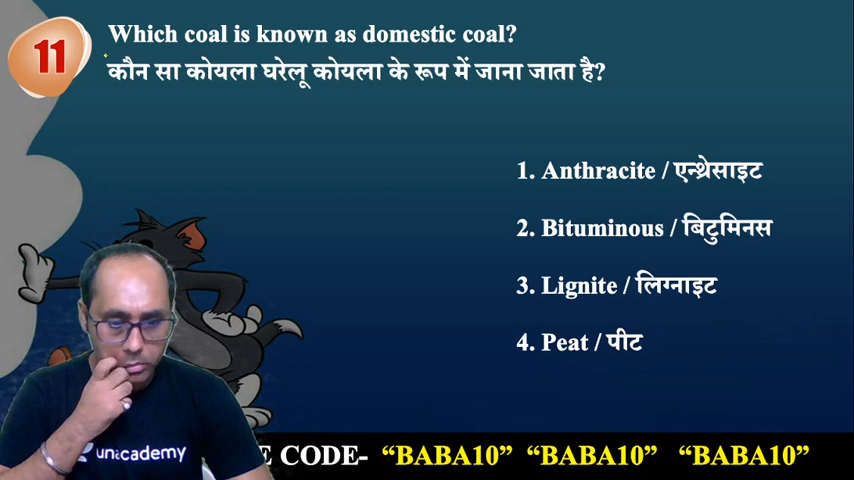 11
Which coal is known as domestic coal?
कौन सा कोयला घरेलू कोयला के रूप में जाना जाता है?
1. Anthracite / एन्थ्रेसाइट
2. Bituminous / बिटुमिनस
3. Lignite / लिग्नाइट
4. Peat / पीट
unacademy
E CODE- “BABA10” “BABA10” “BABA10”